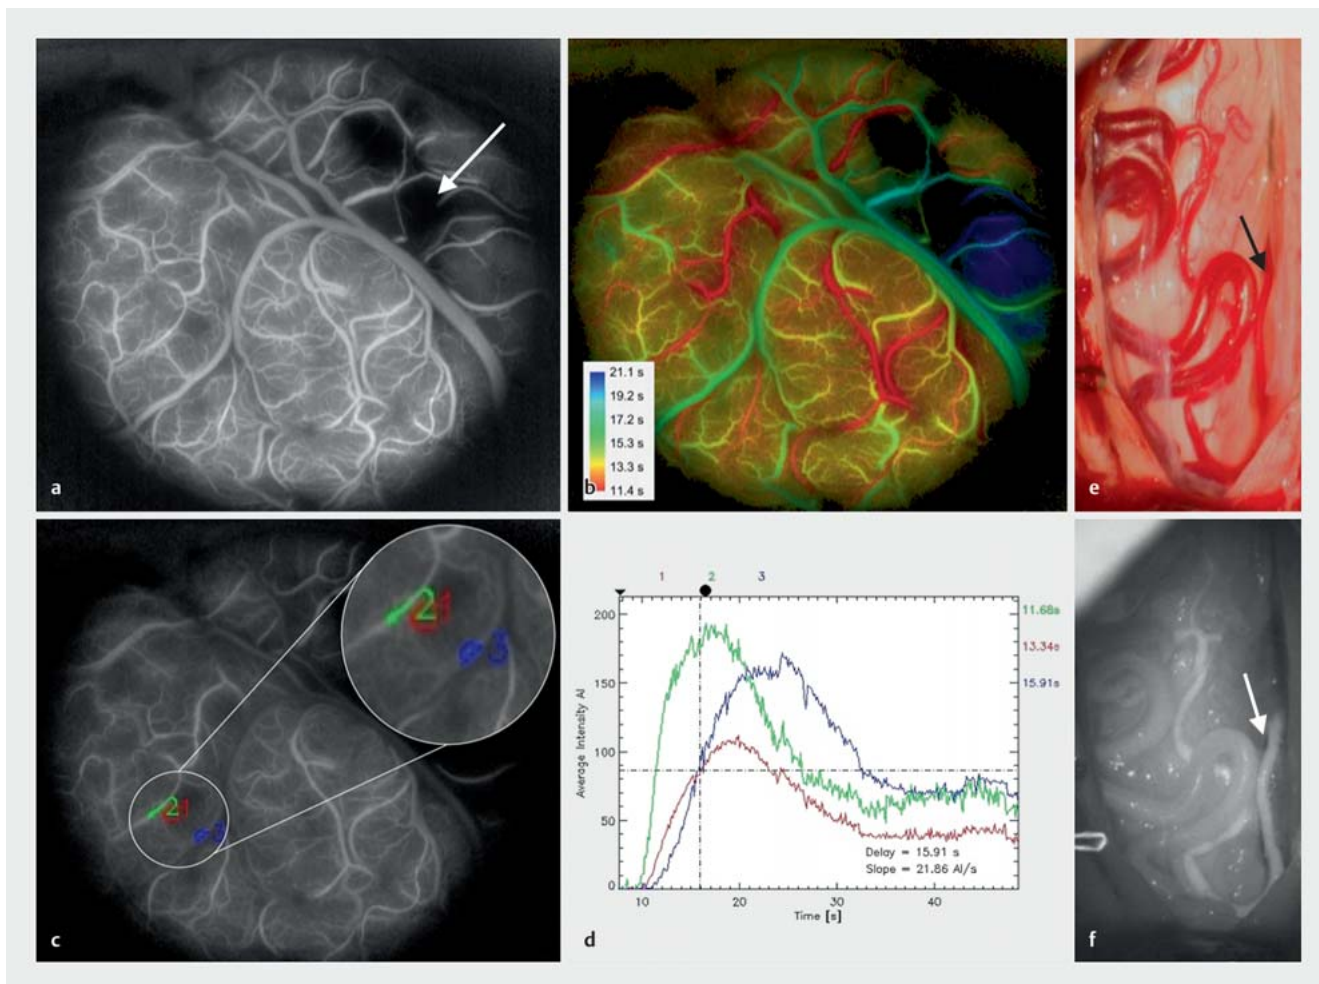 a
b
21.1 s
19.2 s
17.2 s
15.3 s
13.3 s
11.4 s
e
2
3
2
3
c
1 2 3
200
150
100
50
0
Average Intensity AI
11.68s
13.34s
15.91s
Delay = 15.91 s
Slope = 21.86 AI/s
10 20 30 40
Time [s]
d
f